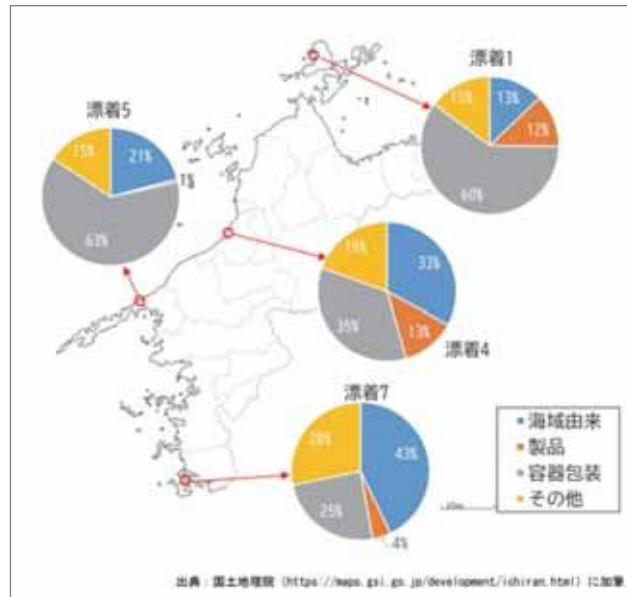 漂着1
15%
13%
12%
60%
漂着5
15%
21%
1%
63%
19%
33%
35%
13%
漂着4
漂着7
28%
43%
25%
4%
海域由来
製品
容器包装
その他
出典：国土地理院 (https://maps.gsi.go.jp/development/ichiran.html) に加筆